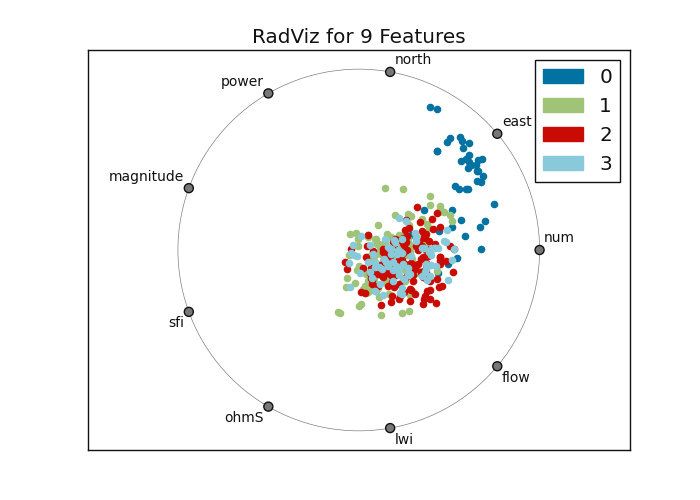 RadViz for 9 Features
north
power
east
magnitude
num
sfi
flow
ohmS
lwi
0
1
2
3